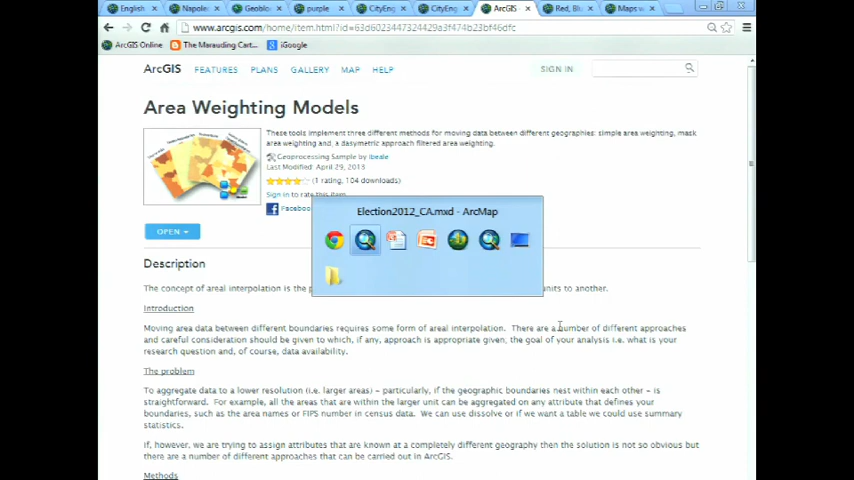 English
Napoleo
Geoblo
purple
CityEng
CityEng
ArcGIS -
Red, Blu
Maps w
www.arcgis.com/home/item.html?id=63d6023447324429a3f474b23bf46dfc
ArcGIS Online
The Marauding Cart...
iGoogle
ArcGIS FEATURES PLANS GALLERY MAP HELP SIGN IN
Area Weighting Models
These tools implement three different methods for moving data between different geographies: simple area weighting, mask
area weighting and a dasymetric approach filtered area weighting.
Geoprocessing Sample by lbeale
Last Modified: April 29, 2013
(1 rating, 104 downloads)
Sign in to rate this item.
Faceboo
Election2012_CA.mxd - ArcMap
OPEN
Description
The concept of areal interpolation is the p units to another.
Introduction
Moving area data between different boundaries requires some form of areal interpolation. There are a number of different approaches
and careful consideration should be given to which, if any, approach is appropriate given, the goal of your analysis i.e. what is your
research question and, of course, data availability.
The problem
To aggregate data to a lower resolution (i.e. larger areas) – particularly, if the geographic boundaries nest within each other – is
straightforward. For example, all the areas that are within the larger unit can be aggregated on any attribute that defines your
boundaries, such as the area names or FIPS number in census data. We can use dissolve or if we want a table we could use summary
statistics.
If, however, we are trying to assign attributes that are known at a completely different geography then the solution is not so obvious but
there are a number of different approaches that can be carried out in ArcGIS.
Methods